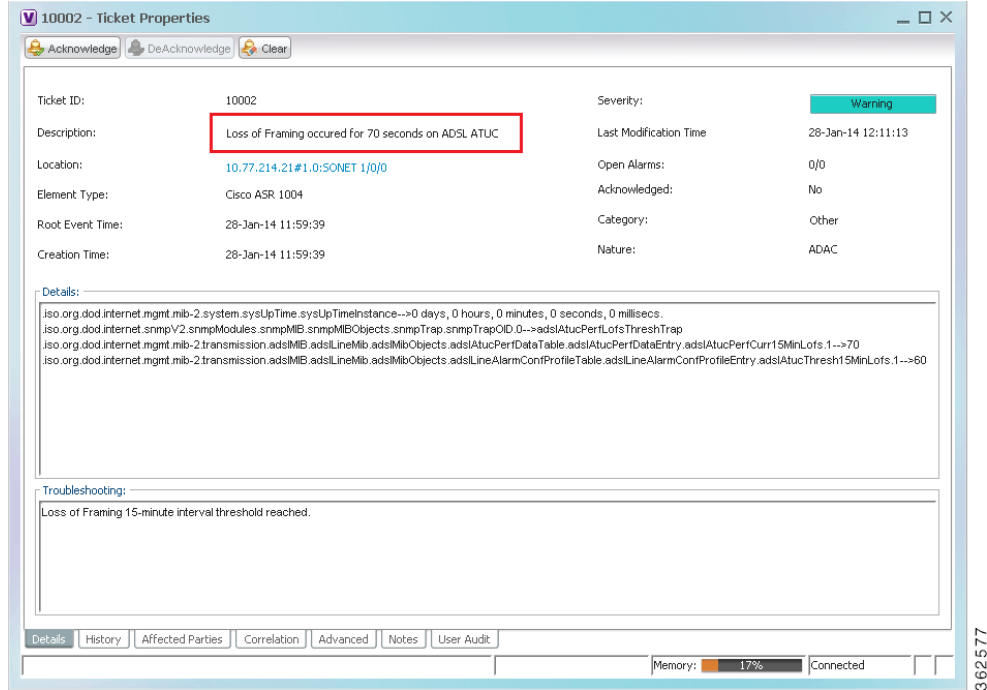 10002 - Ticket Properties
Acknowledge DeAcknowledge Clear
Ticket ID: 10002 Severity: Warning
Description: Loss of Framing occured for 70 seconds on ADSL ATUC Last Modification Time 28-Jan-14 12:11:13
Location: 10.77.214.21#1.0:SONET 1/0/0 Open Alarms: 0/0
Element Type: Cisco ASR 1004 Acknowledged: No
Root Event Time: 28-Jan-14 11:59:39 Category: Other
Creation Time: 28-Jan-14 11:59:39 Nature: ADAC
Details:
.iso.org.dod.internet.mgmt.mib-2.system.sysUpTime.sysUpTimeInstance-->0 days, 0 hours, 0 minutes, 0 seconds, 0 millisecs.
.iso.org.dod.internet.snmpV2.snmpModules.snmpMIB.snmpMIBObjects.snmpTrap.snmpTrapOID.0-->adslAtucPerfLofsThreshTrap
.iso.org.dod.internet.mgmt.mib-2.transmission.adslMIB.adslLineMib.adslMibObjects.adslAtucPerfDataTable.adslAtucPerfDataEntry.adslAtucPerfCurr15MinLofs.1-->70
.iso.org.dod.internet.mgmt.mib-2.transmission.adslMIB.adslLineMib.adslMibObjects.adslLineAlarmConfProfileTable.adslLineAlarmConfProfileEntry.adslAtucThresh15MinLofs.1-->60
Troubleshooting:
Loss of Framing 15-minute interval threshold reached.
Details History Affected Parties Correlation Advanced Notes User Audit
Memory: 17% Connected
362577